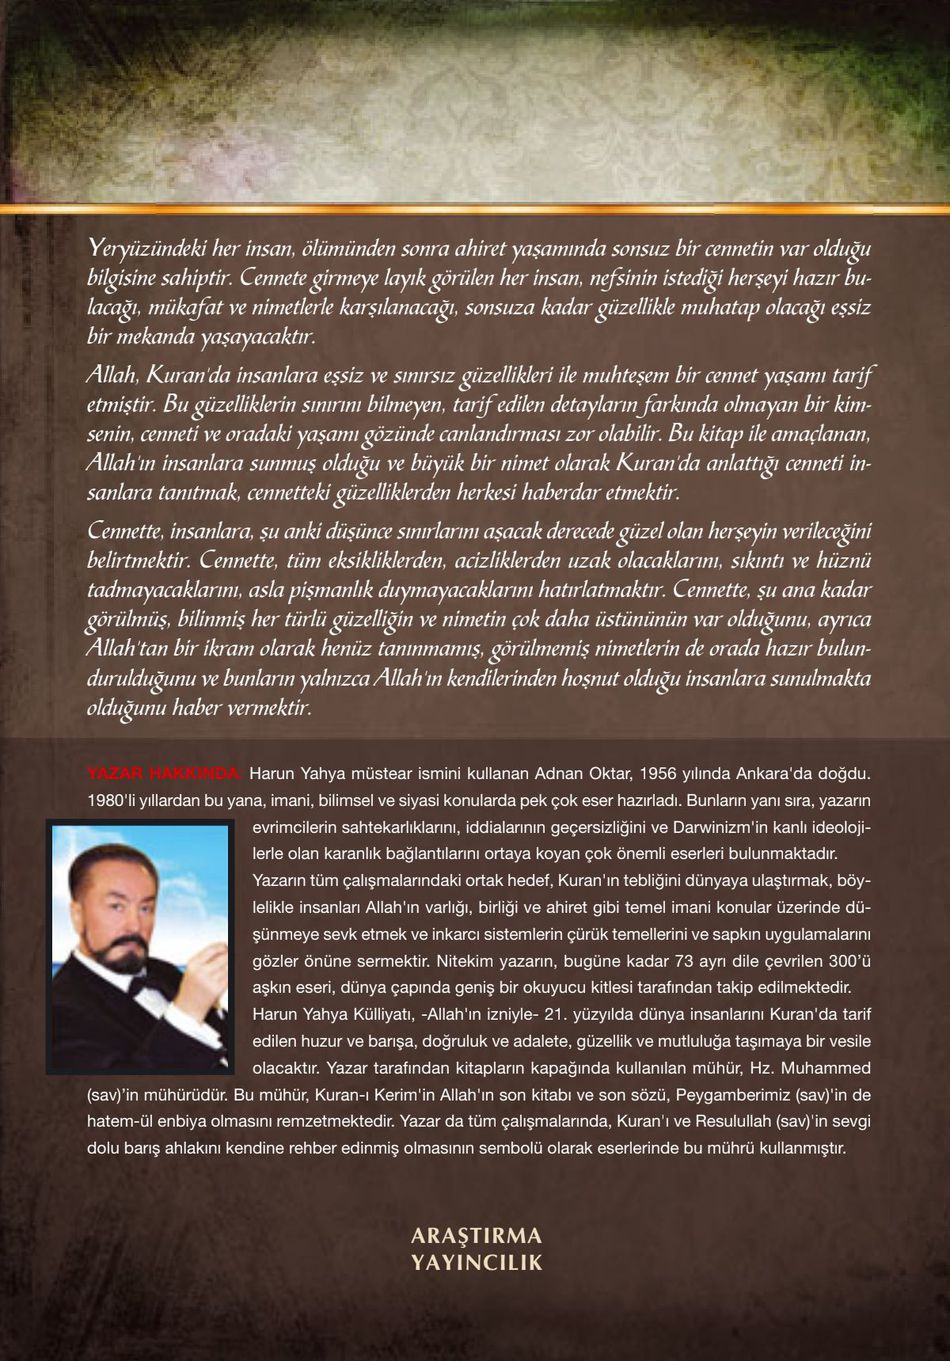 Yeryüzündeki her insan, ölümünden sonra ahiret yaşamında sonsuz bir cennetin var olduğu
bilgisine sahiptir. Cennete girmeye layık görülen her insan, nefsinin istediği herşeyi hazır bu-
lacağı, mükafat ve nimetlerle karşılanacağı, sonsuza kadar güzellikle muhatap olacağı eşsiz
bir mekanda yaşayacaktır.
Allah, Kuran'da insanlara eşsiz ve sınırsız güzellikleri ile muhteşem bir cennet yaşamı tarif
etmiştir. Bu güzelliklerin sınırını bilmeyen, tarif edilen detayların farkında olmayan bir kim-
senin, cenneti ve oradaki yaşamı gözünde canlandırması zor olabilir. Bu kitap ile amaçlanan,
Allah'ın insanlara sunmuş olduğu ve büyük bir nimet olarak Kuran'da anlattığı cenneti in-
sanlara tanıtmak, cennetteki güzelliklerden herkesi haberdar etmektir.
Cennette, insanlara, şu anki düşünce sınırlarını aşacak derecede güzel olan herşeyin verileceğini
belirtmektir. Cennette, tüm eksikliklerden, acizliklerden uzak olacaklarını, sıkıntı ve hüznü
tadmayacaklarını, asla pişmanlık duymayacaklarını hatırlatmaktır. Cennette, şu ana kadar
görülmüş, bilinmiş her türlü güzelliğin ve nimetin çok daha üstününün var olduğunu, ayrıca
Allah'tan bir ikram olarak henüz tanınmamış, görülmemiş nimetlerin de orada hazır bulun-
durulduğunu ve bunların yalnızca Allah'ın kendilerinden hoşnut olduğu insanlara sunulmakta
olduğunu haber vermektir.
YAZAR HAKKINDA: Harun Yahya müstear ismini kullanan Adnan Oktar, 1956 yılında Ankara'da doğdu.
1980'li yıllardan bu yana, imani, bilimsel ve siyasi konularda pek çok eser hazırladı. Bunların yanı sıra, yazarın
evrimcilerin sahtekarlıklarını, iddialarının geçersizliğini ve Darwinizm'in kanlı ideoloji-
lerle olan karanlık bağlantılarını ortaya koyan çok önemli eserleri bulunmaktadır.
Yazarın tüm çalışmalarındaki ortak hedef, Kuran'ın tebliğini dünyaya ulaştırmak, böy-
lelikle insanları Allah'ın varlığı, birliği ve ahiret gibi temel imani konular üzerinde dü-
şünmeye sevk etmek ve inkarcı sistemlerin çürük temellerini ve sapkın uygulamalarını
gözler önüne sermektir. Nitekim yazarın, bugüne kadar 73 ayrı dile çevrilen 300’ü
aşkın eseri, dünya çapında geniş bir okuyucu kitlesi tarafından takip edilmektedir.
Harun Yahya Külliyatı, -Allah'ın izniyle- 21. yüzyılda dünya insanlarını Kuran'da tarif
edilen huzur ve barışa, doğruluk ve adalete, güzellik ve mutluluğa taşımaya bir vesile
olacaktır. Yazar tarafından kitapların kapağında kullanılan mühür, Hz. Muhammed
(sav)’in mühürüdür. Bu mühür, Kuran-ı Kerim'in Allah'ın son kitabı ve son sözü, Peygamberimiz (sav)'in de
hatem-ül enbiya olmasını remzetmektedir. Yazar da tüm çalışmalarında, Kuran'ı ve Resulullah (sav)'in sevgi
dolu barış ahlakını kendine rehber edinmiş olmasının sembolü olarak eserlerinde bu mührü kullanmıştır.
ARAŞTIRMA
YAYINCILIK